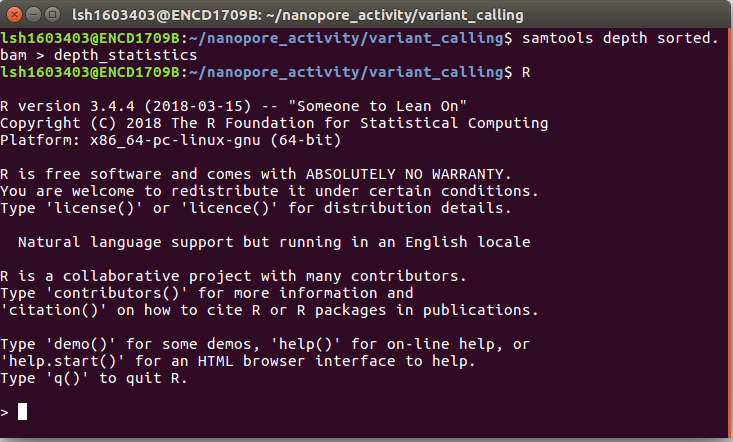 lsh1603403@ENCD1709B: ~/nanopore_activity/variant_calling
lsh1603403@ENCD1709B:~/nanopore_activity/variant_calling$ samtools depth sorted.
bam > depth_statistics
lsh1603403@ENCD1709B:~/nanopore_activity/variant_calling$ R
R version 3.4.4 (2018-03-15) -- "Someone to Lean On"
Copyright (C) 2018 The R Foundation for Statistical Computing
Platform: x86_64-pc-linux-gnu (64-bit)
R is free software and comes with ABSOLUTELY NO WARRANTY.
You are welcome to redistribute it under certain conditions.
Type 'license()' or 'licence()' for distribution details.
Natural language support but running in an English locale
R is a collaborative project with many contributors.
Type 'contributors()' for more information and
'citation()' on how to cite R or R packages in publications.
Type 'demo()' for some demos, 'help()' for on-line help, or
'help.start()' for an HTML browser interface to help.
Type 'q()' to quit R.
>